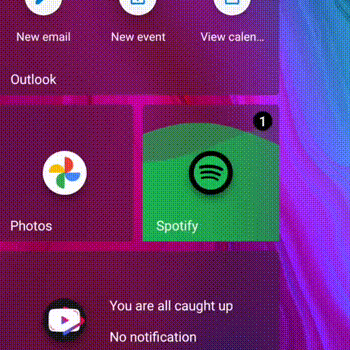 New email New event View calen...
Outlook
1
Photos Spotify
You are all caught up
No notification